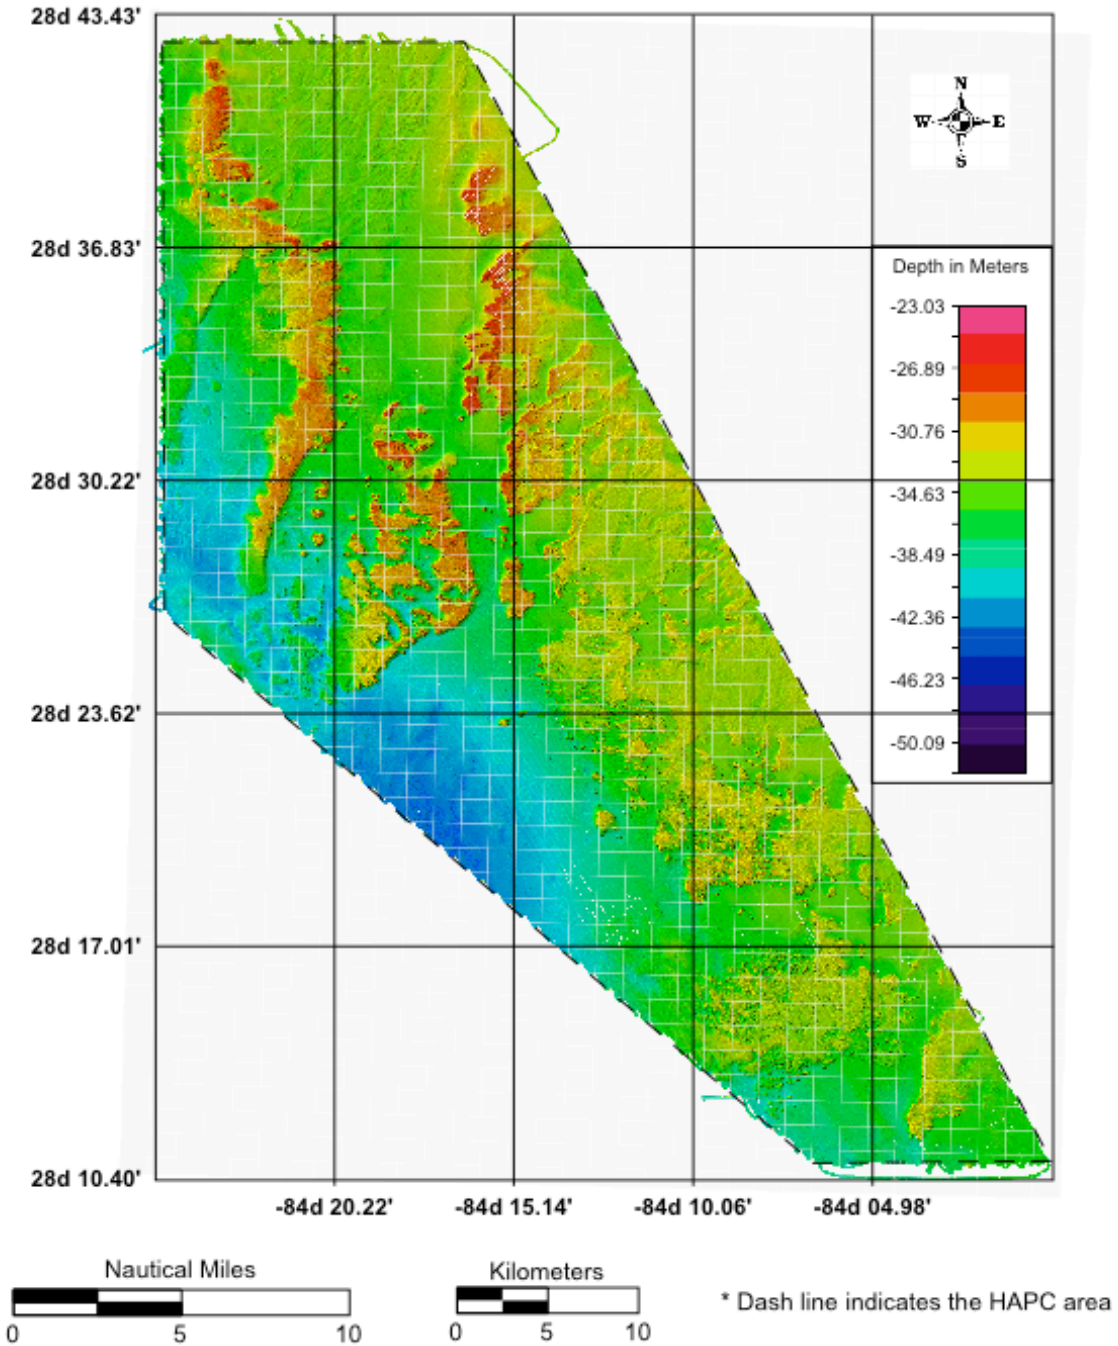 28d 43.43'
N
W E
S
28d 36.83'
Depth in Meters
-23.03
-26.89
-30.76
28d 30.22'
-34.63
-38.49
-42.36
-46.23
28d 23.62'
-50.09
28d 17.01'
28d 10.40'
-84d 20.22' -84d 15.14' -84d 10.06' -84d 04.98'
Nautical Miles
Kilometers
* Dash line indicates the HAPC area
0 5 10
0 5 10